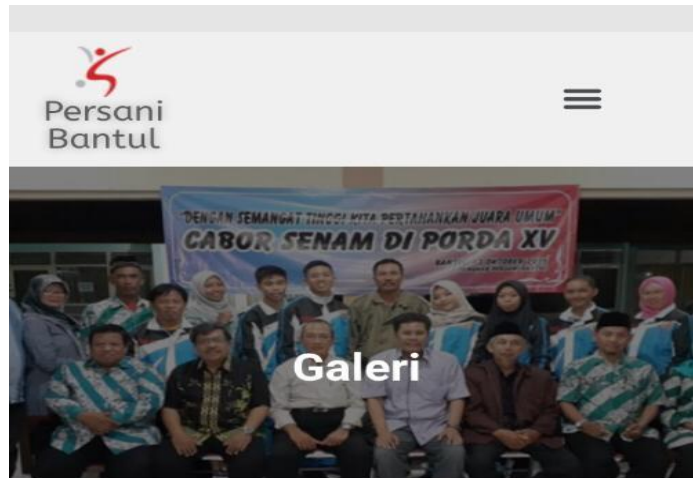 Persani
Bantul
"DENGAN SEMANGAT TINGGI KITA PERTAHANKAN JUARA UMUM"
CABOR SENAM DI PORDA XV
Galeri